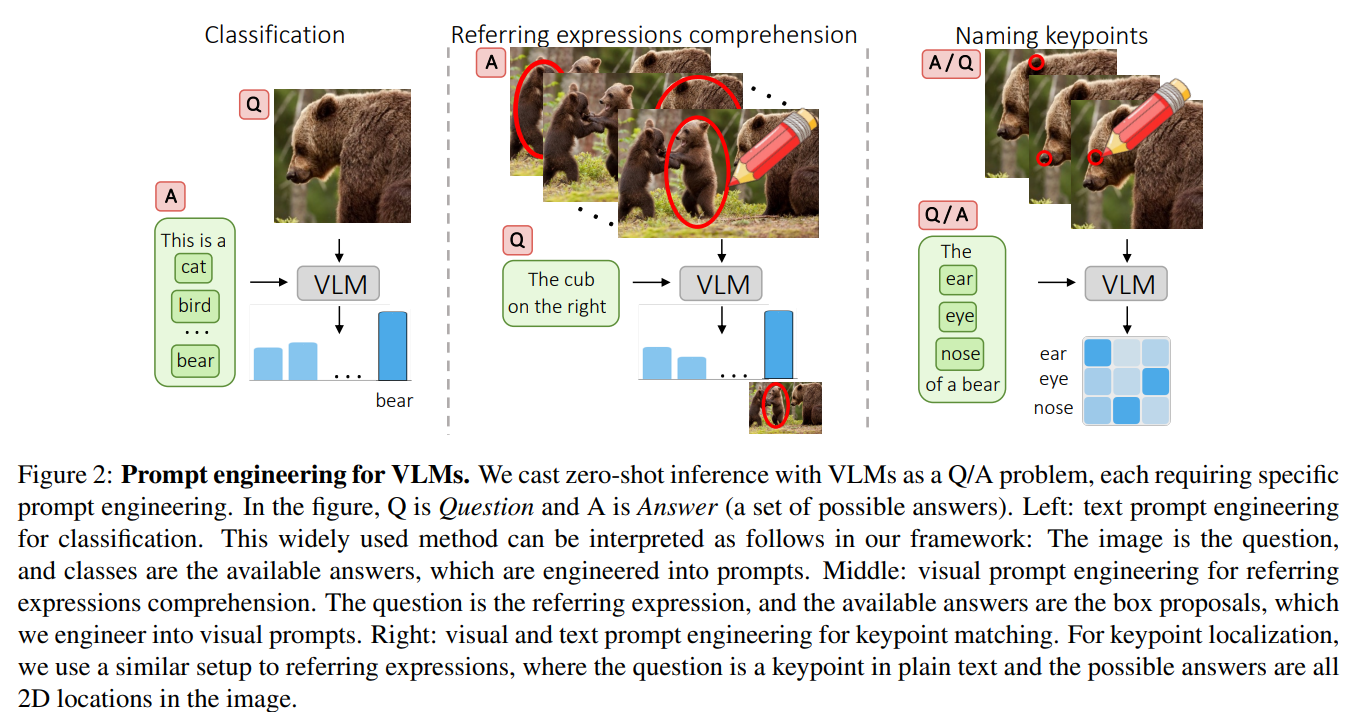 Classification
Q
A
This is a
cat
bird
...
bear
VLM
...
bear
Referring expressions comprehension
A
...
...
Q
The cub
on the right
VLM
...
Naming keypoints
A / Q
Q / A
The
ear
eye
nose
of a bear
VLM
ear
eye
nose
Figure 2: Prompt engineering for VLMs. We cast zero-shot inference with VLMs as a Q/A problem, each requiring specific
prompt engineering. In the figure, Q is Question and A is Answer (a set of possible answers). Left: text prompt engineering
for classification. This widely used method can be interpreted as follows in our framework: The image is the question,
and classes are the available answers, which are engineered into prompts. Middle: visual prompt engineering for referring
expressions comprehension. The question is the referring expression, and the available answers are the box proposals, which
we engineer into visual prompts. Right: visual and text prompt engineering for keypoint matching. For keypoint localization,
we use a similar setup to referring expressions, where the question is a keypoint in plain text and the possible answers are all
2D locations in the image.